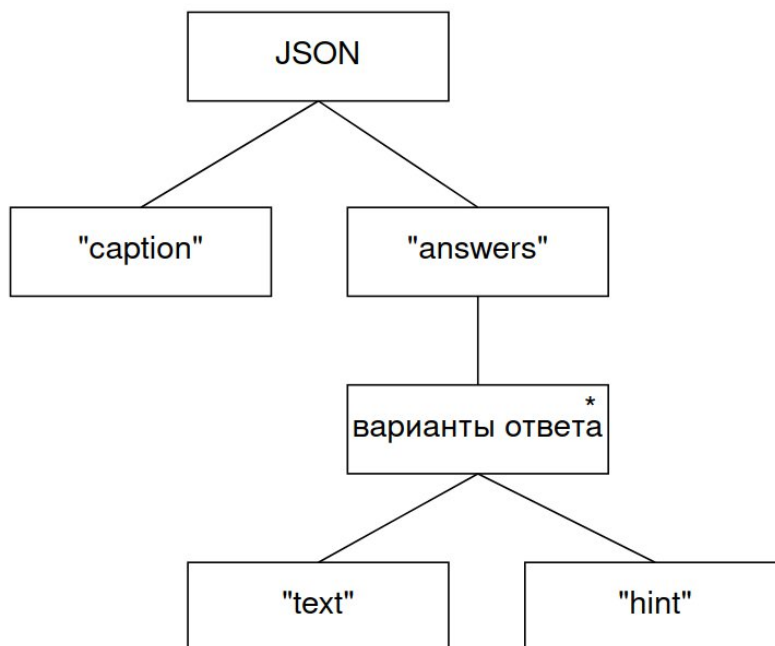 JSON
"caption"
"answers"
*
варианты ответа
"text"
"hint"